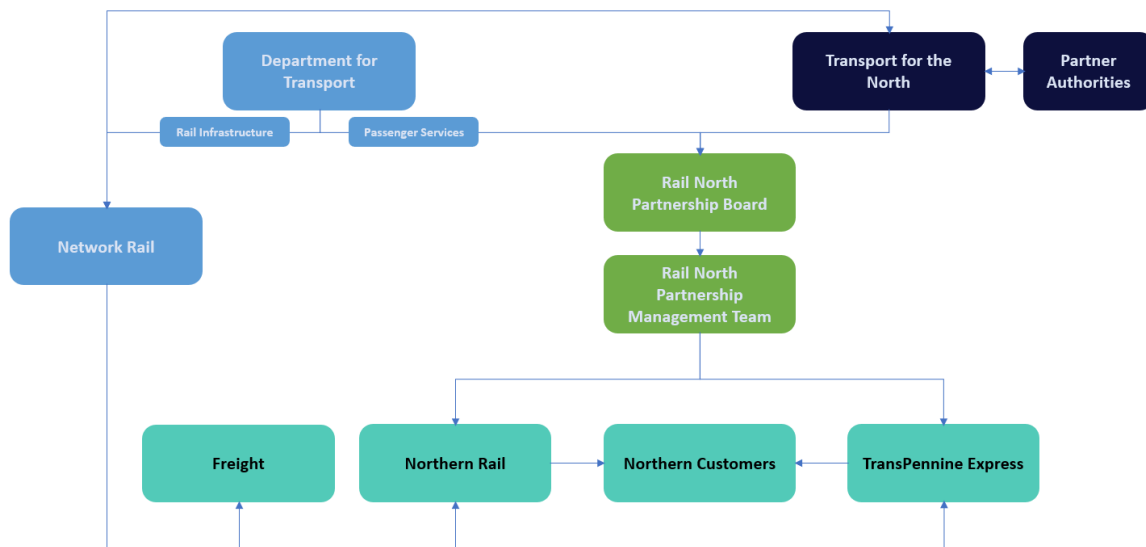 Department for
Transport
Transport for the
North
Partner
Authorities
Rail Infrastructure
Passenger Services
Rail North
Partnership Board
Network Rail
Rail North
Partnership
Management Team
Freight
Northern Rail
Northern Customers
TransPennine Express